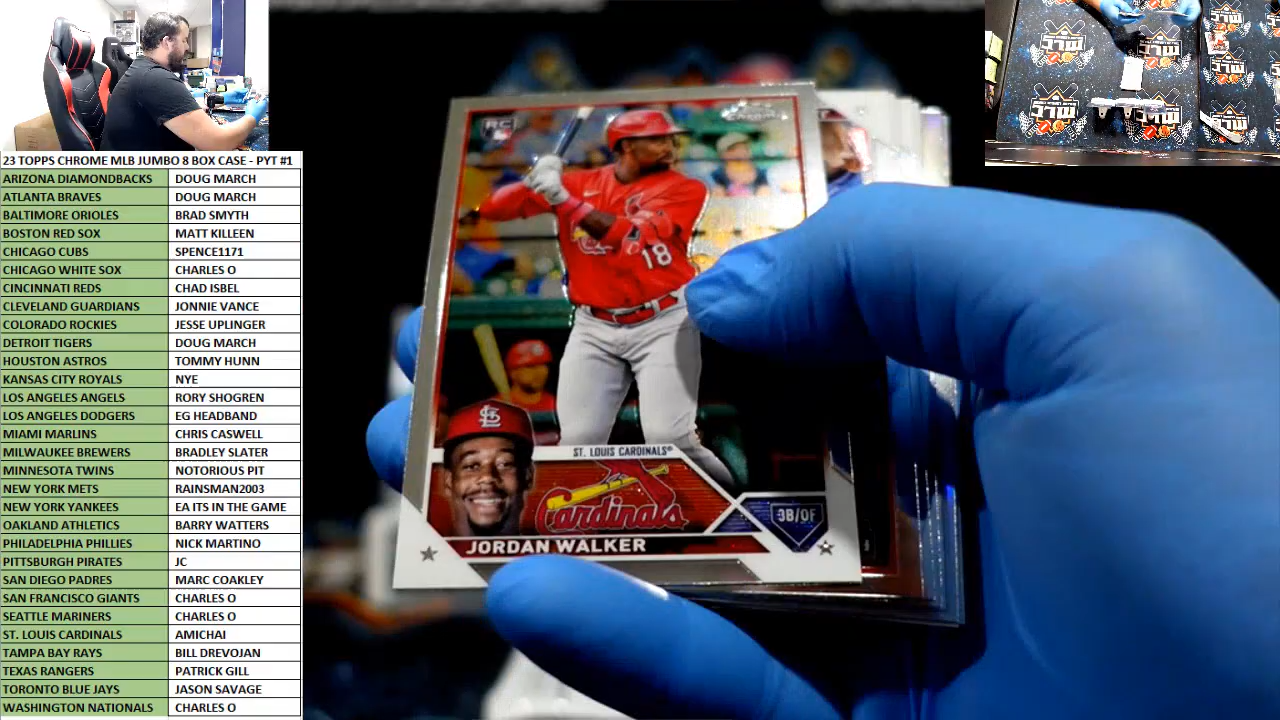 23 TOPPS CHROME MLB JUMBO 8 BOX CASE - PYT #1
ARIZONA DIAMONDBACKS DOUG MARCH
ATLANTA BRAVES DOUG MARCH
BALTIMORE ORIOLES BRAD SMYTH
BOSTON RED SOX MATT KILLEEN
CHICAGO CUBS SPENCE1171
CHICAGO WHITE SOX CHARLES O
CINCINNATI REDS CHAD ISBEL
CLEVELAND GUARDIANS JONNIE VANCE
COLORADO ROCKIES JESSE UPLINGER
DETROIT TIGERS DOUG MARCH
HOUSTON ASTROS TOMMY HUNN
KANSAS CITY ROYALS NYE
LOS ANGELES ANGELS RORY SHOGREN
LOS ANGELES DODGERS EG HEADBAND
MIAMI MARLINS CHRIS CASWELL
MILWAUKEE BREWERS BRADLEY SLATER
MINNESOTA TWINS NOTORIOUS PIT
NEW YORK METS RAINSMAN2003
NEW YORK YANKEES EA ITS IN THE GAME
OAKLAND ATHLETICS BARRY WATTERS
PHILADELPHIA PHILLIES NICK MARTINO
PITTSBURGH PIRATES JC
SAN DIEGO PADRES MARC COAKLEY
SAN FRANCISCO GIANTS CHARLES O
SEATTLE MARINERS CHARLES O
ST. LOUIS CARDINALS AMICHAI
TAMPA BAY RAYS BILL DREVOJAN
TEXAS RANGERS PATRICK GILL
TORONTO BLUE JAYS JASON SAVAGE
WASHINGTON NATIONALS CHARLES O
RC
Chrome
18
ST. LOUIS CARDINALS®
Cardinals
3B/OF
JORDAN WALKER